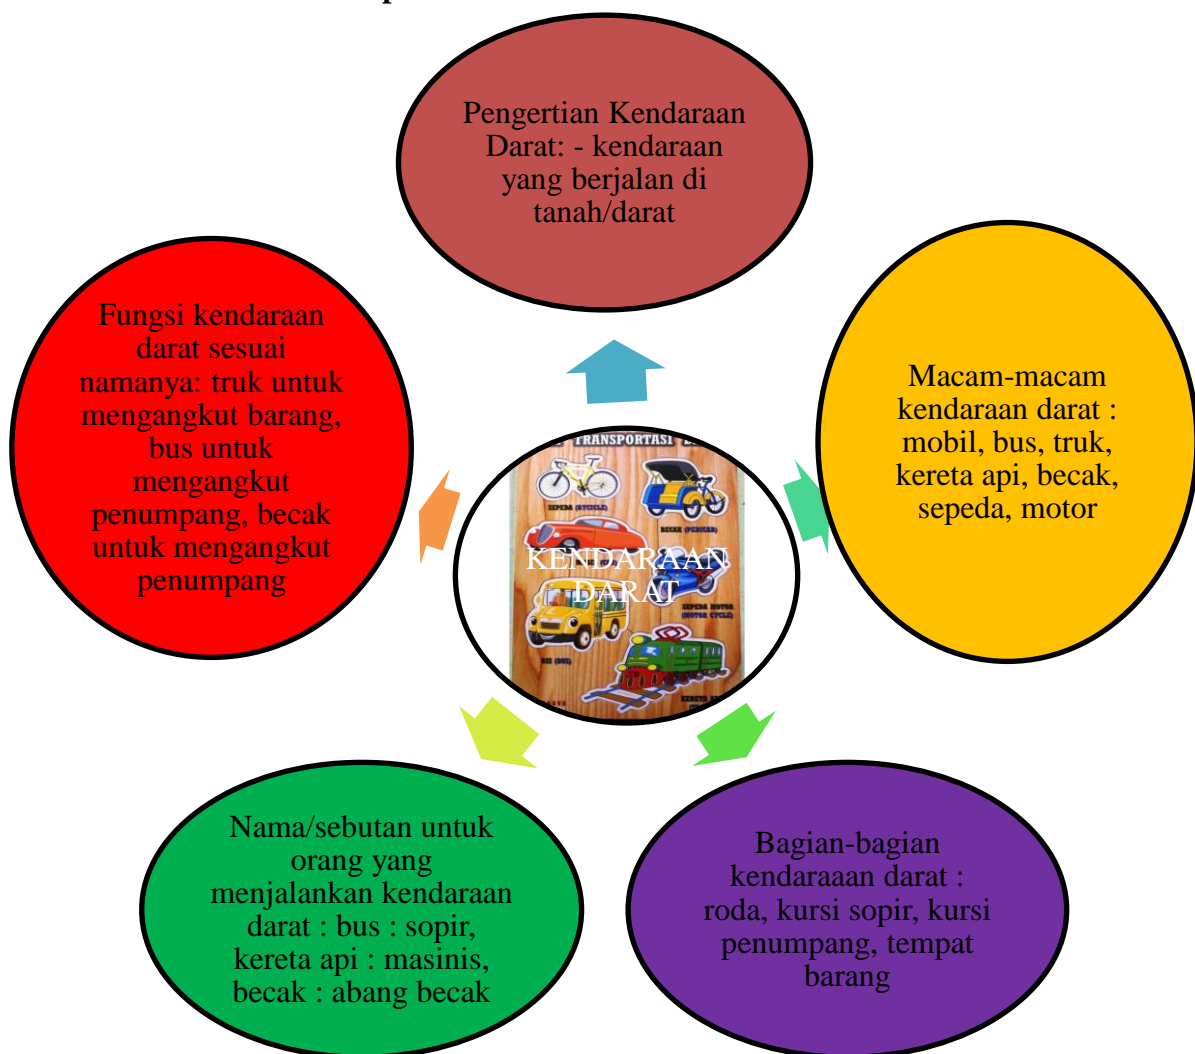 Pengertian Kendaraan
Darat: - kendaraan
yang berjalan di
tanah/darat
Macam-macam
kendaraan darat :
mobil, bus, truk,
kereta api, becak,
sepeda, motor
Bagian-bagian
kendaraaan darat :
roda, kursi sopir, kursi
penumpang, tempat
barang
Nama/sebutan untuk
orang yang
menjalankan kendaraan
darat : bus : sopir,
kereta api : masinis,
becak : abang becak
Fungsi kendaraan
darat sesuai
namanya: truk untuk
mengangkut barang,
bus untuk
mengangkut
penumpang, becak
untuk mengangkut
penumpang
KENDARAAN
DARAT
TRANSPORTASI
SEPEDA (BYCICLE)
BECAK (PEDICAB)
SEPEDA MOTOR
(MOTOR CYCLE)
BIS (BUS)
KERETA